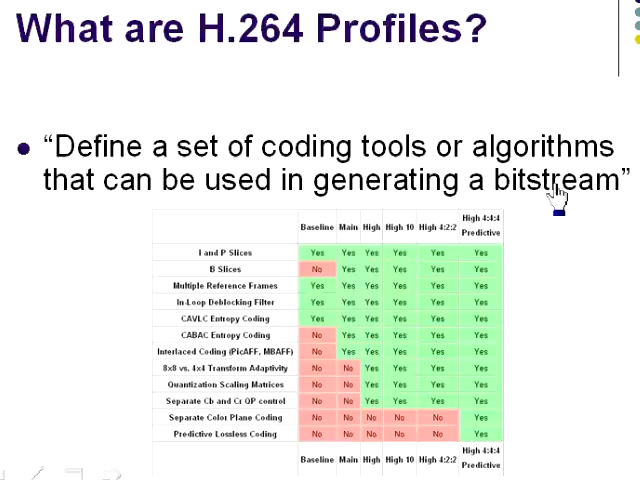 What are H.264 Profiles?
“Define a set of coding tools or algorithms
that can be used in generating a bitstream”
Baseline Main High High 10 High 4:2:2 High 4:4:4 Predictive
I and P Slices Yes Yes Yes Yes Yes Yes
B Slices No Yes Yes Yes Yes Yes
Multiple Reference Frames Yes Yes Yes Yes Yes Yes
In-Loop Deblocking Filter Yes Yes Yes Yes Yes Yes
CAVLC Entropy Coding Yes Yes Yes Yes Yes Yes
CABAC Entropy Coding No Yes Yes Yes Yes Yes
Interlaced Coding (PicAFF, MBAFF) No Yes Yes Yes Yes Yes
8x8 vs. 4x4 Transform Adaptivity No No Yes Yes Yes Yes
Quantization Scaling Matrices No No Yes Yes Yes Yes
Separate Cb and Cr QP control No No Yes Yes Yes Yes
Separate Color Plane Coding No No No No No Yes
Predictive Lossless Coding No No No No No Yes
Baseline Main High High 10 High 4:2:2 High 4:4:4 Predictive